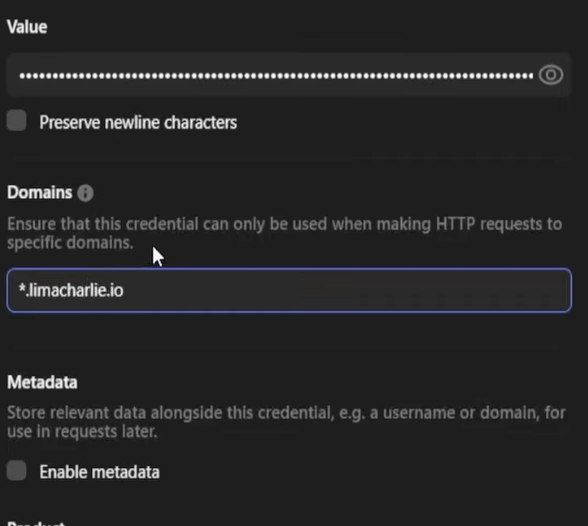 Value
••••••••••••••••••••••••••••••••••••••••••••••••••••••••••••••••••••••••••••
Preserve newline characters
Domains
Ensure that this credential can only be used when making HTTP requests to
specific domains.
*.limacharlie.io
Metadata
Store relevant data alongside this credential, e.g. a username or domain, for
use in requests later.
Enable metadata